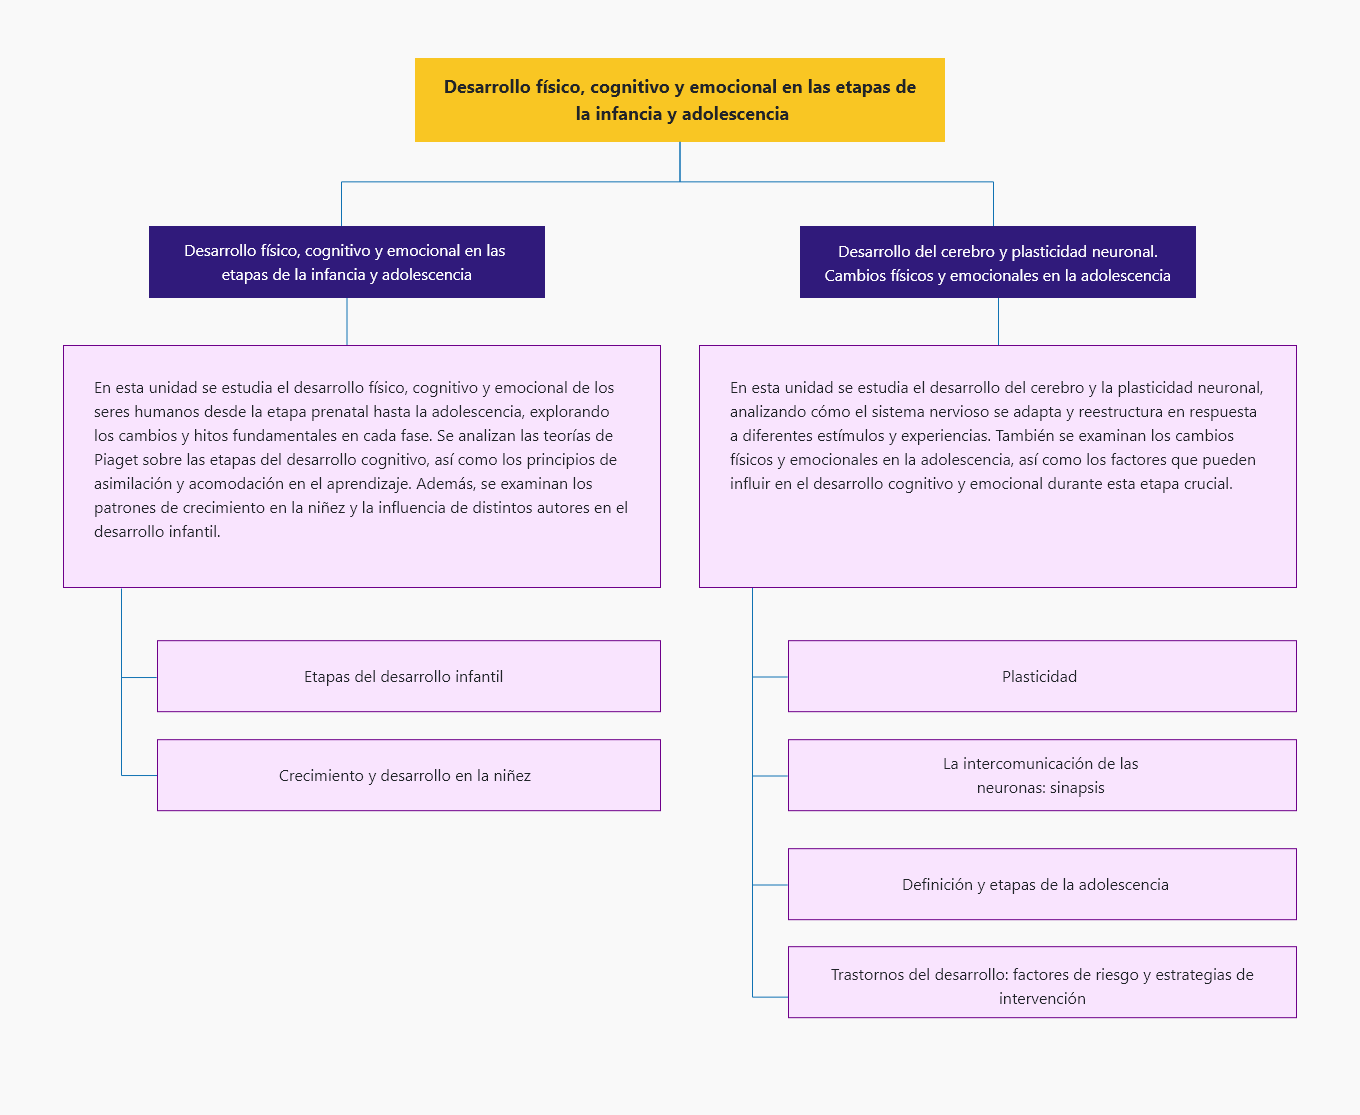 Desarrollo físico, cognitivo y emocional en las etapas de
la infancia y adolescencia
Desarrollo físico, cognitivo y emocional en las
etapas de la infancia y adolescencia
En esta unidad se estudia el desarrollo físico, cognitivo y emocional de los
seres humanos desde la etapa prenatal hasta la adolescencia, explorando
los cambios y hitos fundamentales en cada fase. Se analizan las teorías de
Piaget sobre las etapas del desarrollo cognitivo, así como los principios de
asimilación y acomodación en el aprendizaje. Además, se examinan los
patrones de crecimiento en la niñez y la influencia de distintos autores en el
desarrollo infantil.
Etapas del desarrollo infantil
Crecimiento y desarrollo en la niñez
Desarrollo del cerebro y plasticidad neuronal.
Cambios físicos y emocionales en la adolescencia
En esta unidad se estudia el desarrollo del cerebro y la plasticidad neuronal,
analizando cómo el sistema nervioso se adapta y reestructura en respuesta
a diferentes estímulos y experiencias. También se examinan los cambios
físicos y emocionales en la adolescencia, así como los factores que pueden
influir en el desarrollo cognitivo y emocional durante esta etapa crucial.
Plasticidad
La intercomunicación de las
neuronas: sinapsis
Definición y etapas de la adolescencia
Trastornos del desarrollo: factores de riesgo y estrategias de
intervención